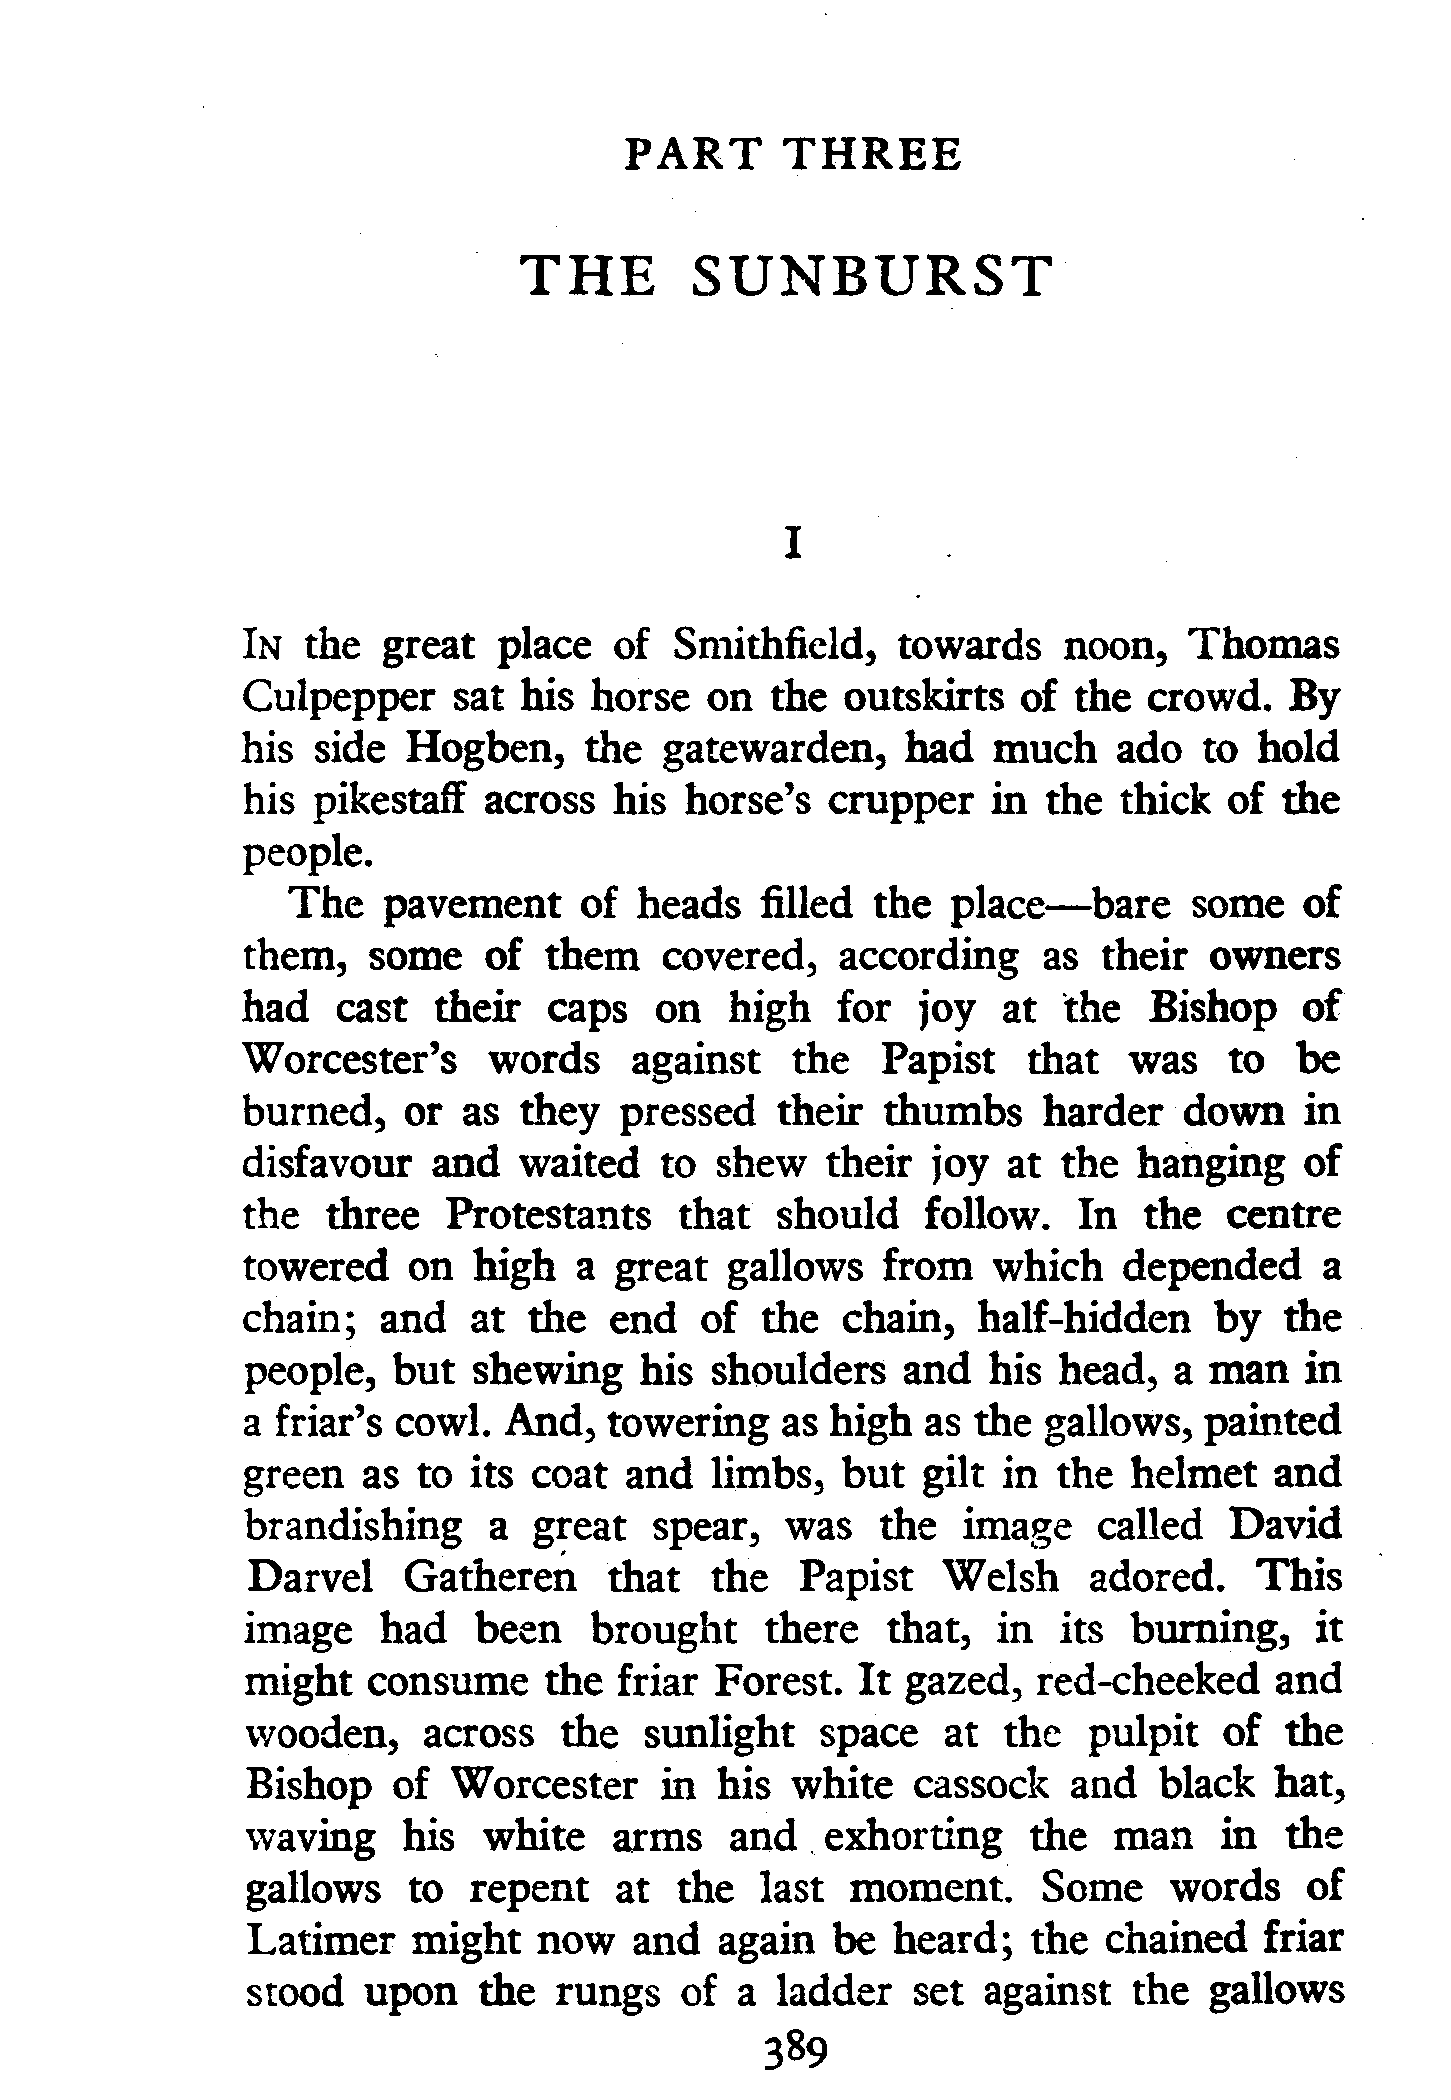 PART THREE
THE SUNBURST
I
IN the great place of Smithfield, towards noon, Thomas
Culpepper sat his horse on the outskirts of the crowd. By
his side Hogben, the gatewarden, had much ado to hold
his pikestaff across his horse's crupper in the thick of the
people.
The pavement of heads filled the place—bare some of
them, some of them covered, according as their owners
had cast their caps on high for joy at the Bishop of
Worcester's words against the Papist that was to be
burned, or as they pressed their thumbs harder down in
disfavour and waited to shew their joy at the hanging of
the three Protestants that should follow. In the centre
towered on high a great gallows from which depended a
chain; and at the end of the chain, half-hidden by the
people, but shewing his shoulders and his head, a man in
a friar's cowl. And, towering as high as the gallows, painted
green as to its coat and limbs, but gilt in the helmet and
brandishing a great spear, was the image called David
Darvel Gatheren that the Papist Welsh adored. This
image had been brought there that, in its burning, it
might consume the friar Forest. It gazed, red-cheeked and
wooden, across the sunlight space at the pulpit of the
Bishop of Worcester in his white cassock and black hat,
waving his white arms and exhorting the man in the
gallows to repent at the last moment. Some words of
Latimer might now and again be heard; the chained friar
stood upon the rungs of a ladder set against the gallows
389